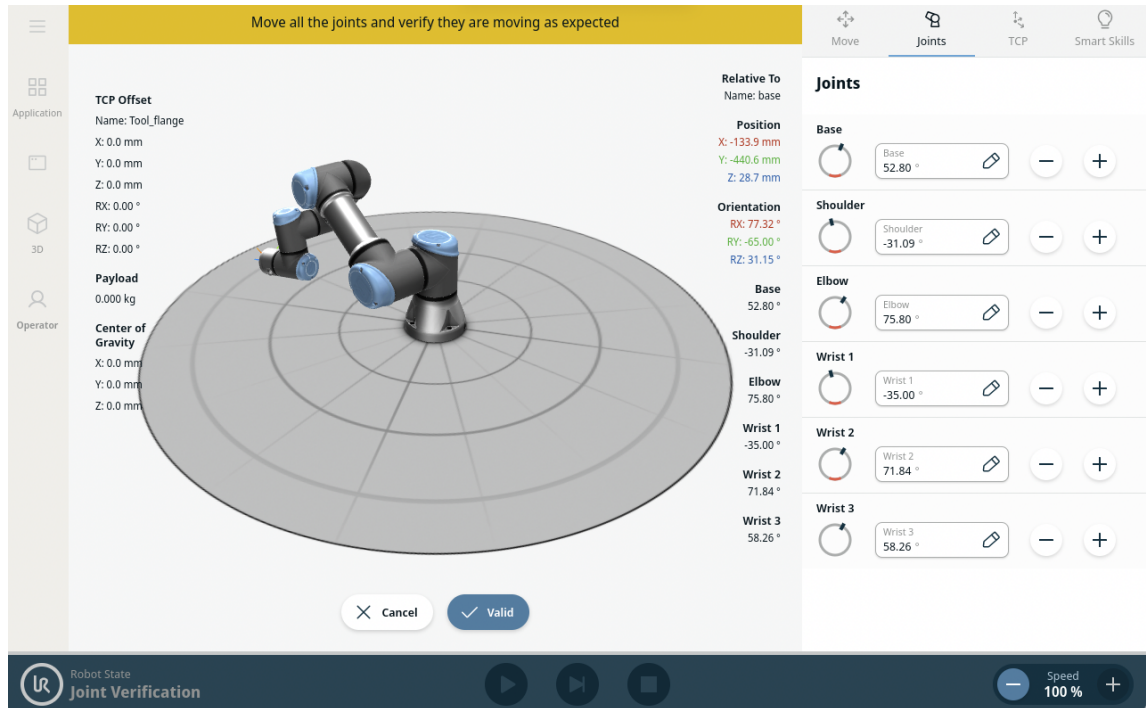 Move all the joints and verify they are moving as expected
Application
3D
Operator
TCP Offset
Name: Tool_flange
X: 0.0 mm
Y: 0.0 mm
Z: 0.0 mm
RX: 0.00 °
RY: 0.00 °
RZ: 0.00 °
Payload
0.000 kg
Center of
Gravity
X: 0.0 mm
Y: 0.0 mm
Z: 0.0 mm
Relative To
Name: base
Position
X: -133.9 mm
Y: -440.6 mm
Z: 28.7 mm
Orientation
RX: 77.32 °
RY: -65.00 °
RZ: 31.15 °
Base
52.80 °
Shoulder
-31.09 °
Elbow
75.80 °
Wrist 1
-35.00 °
Wrist 2
71.84 °
Wrist 3
58.26 °
Cancel
Valid
Move
Joints
TCP
Smart Skills
Joints
Base
Base
52.80 °
Shoulder
Shoulder
-31.09 °
Elbow
Elbow
75.80 °
Wrist 1
Wrist 1
-35.00 °
Wrist 2
Wrist 2
71.84 °
Wrist 3
Wrist 3
58.26 °
UR
Robot State
Joint Verification
Speed
100 %